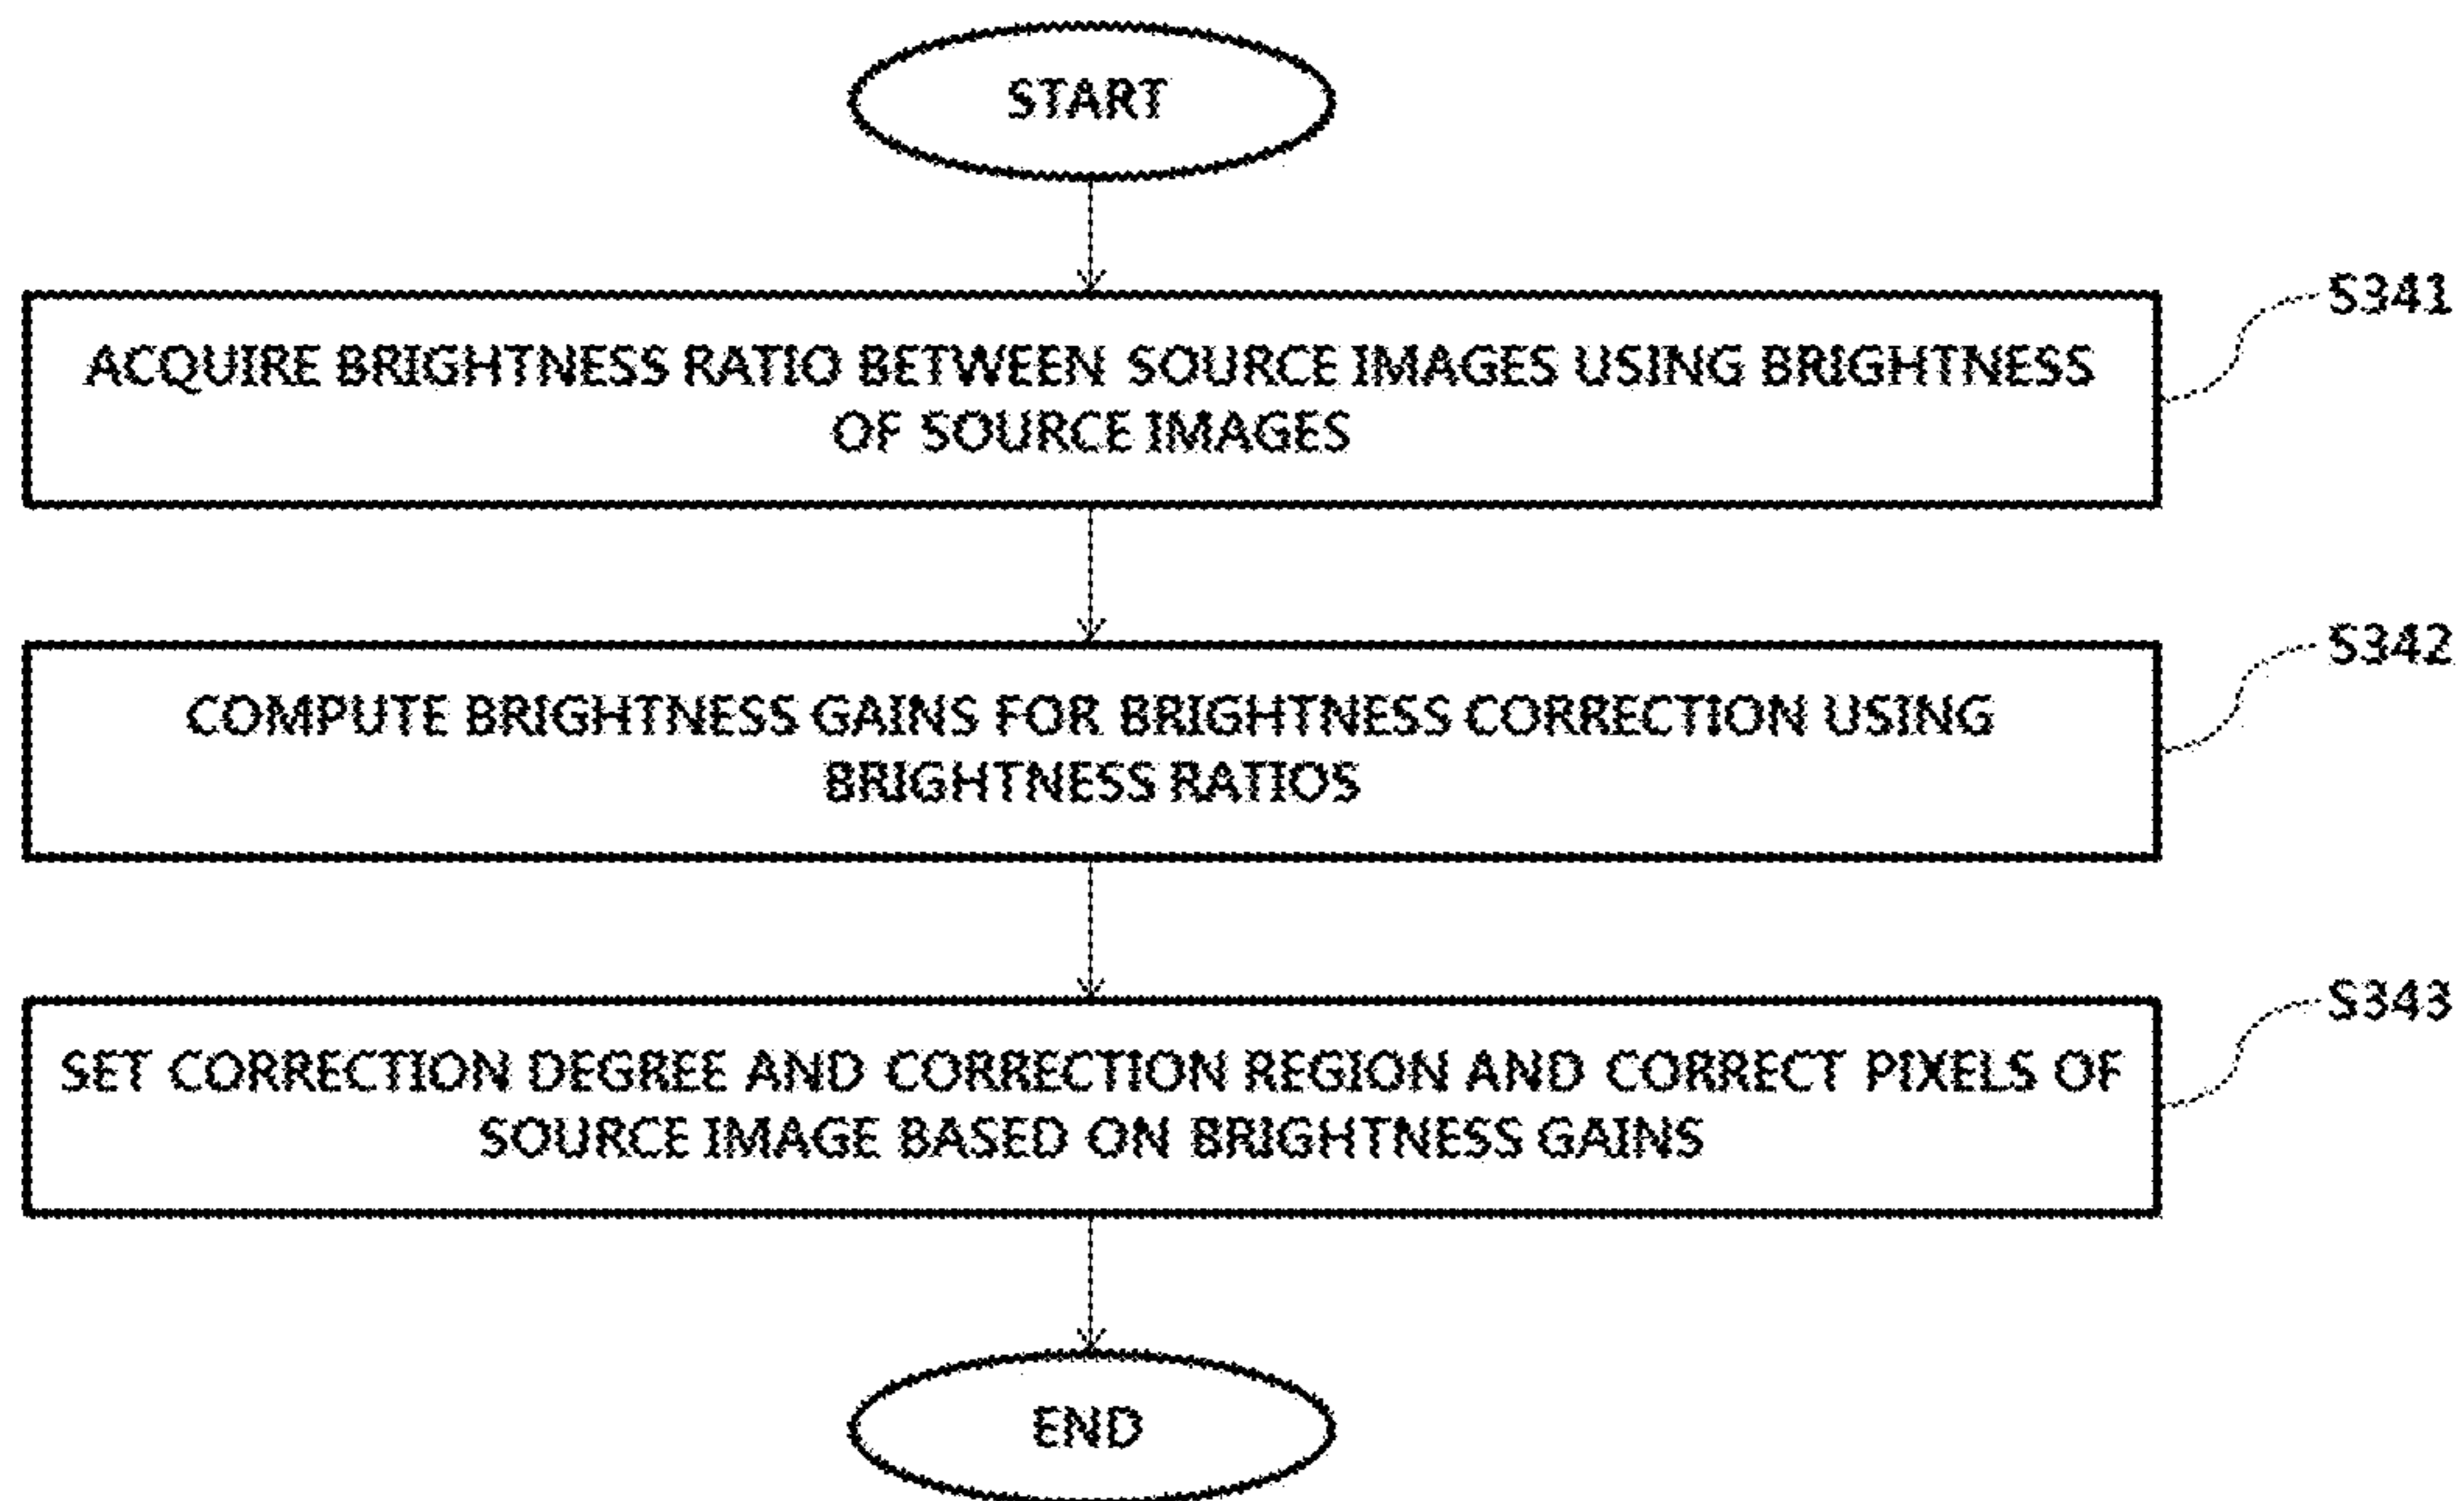 START
S341
ACQUIRE BRIGHTNESS RATIO BETWEEN SOURCE IMAGES USING BRIGHTNESS
OF SOURCE IMAGES
S342
COMPUTE BRIGHTNESS GAINS FOR BRIGHTNESS CORRECTION USING
BRIGHTNESS RATIOS
S343
SET CORRECTION DEGREE AND CORRECTION REGION AND CORRECT PIXELS OF
SOURCE IMAGE BASED ON BRIGHTNESS GAINS
END